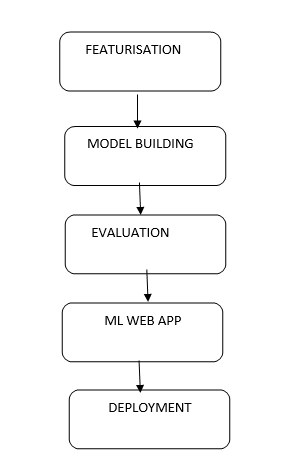 FEATURISATION
MODEL BUILDING
EVALUATION
ML WEB APP
DEPLOYMENT